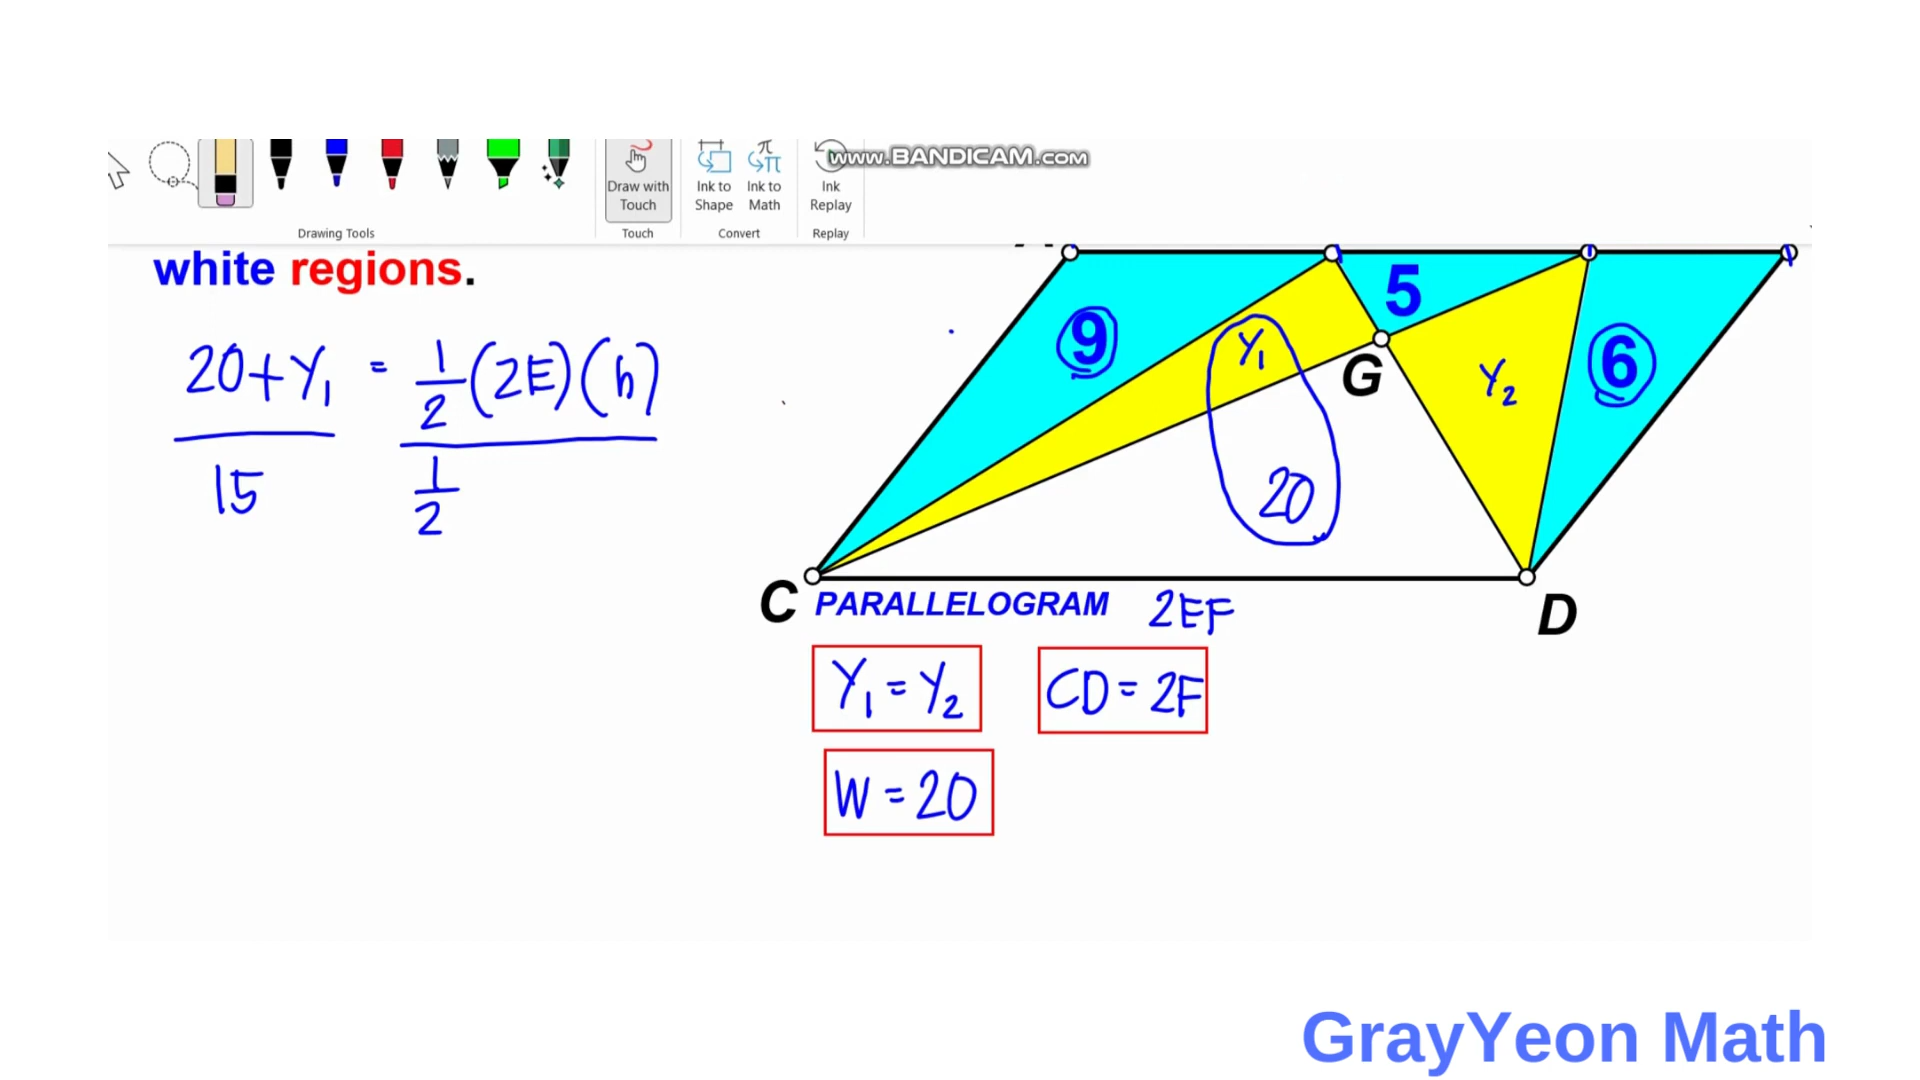 www.BANDICAM.com
Draw with
Touch
Ink to
Shape
Ink to
Math
Ink
Replay
Drawing Tools
Touch
Convert
Replay
white regions.
20+Y₁ = 1/2 (2E)(h)
15
1/2
9
5
6
Y₁
G
Y₂
20
C
PARALLELOGRAM
2EF
D
Y₁ = Y₂
CD = 2F
W = 20
GrayYeon Math